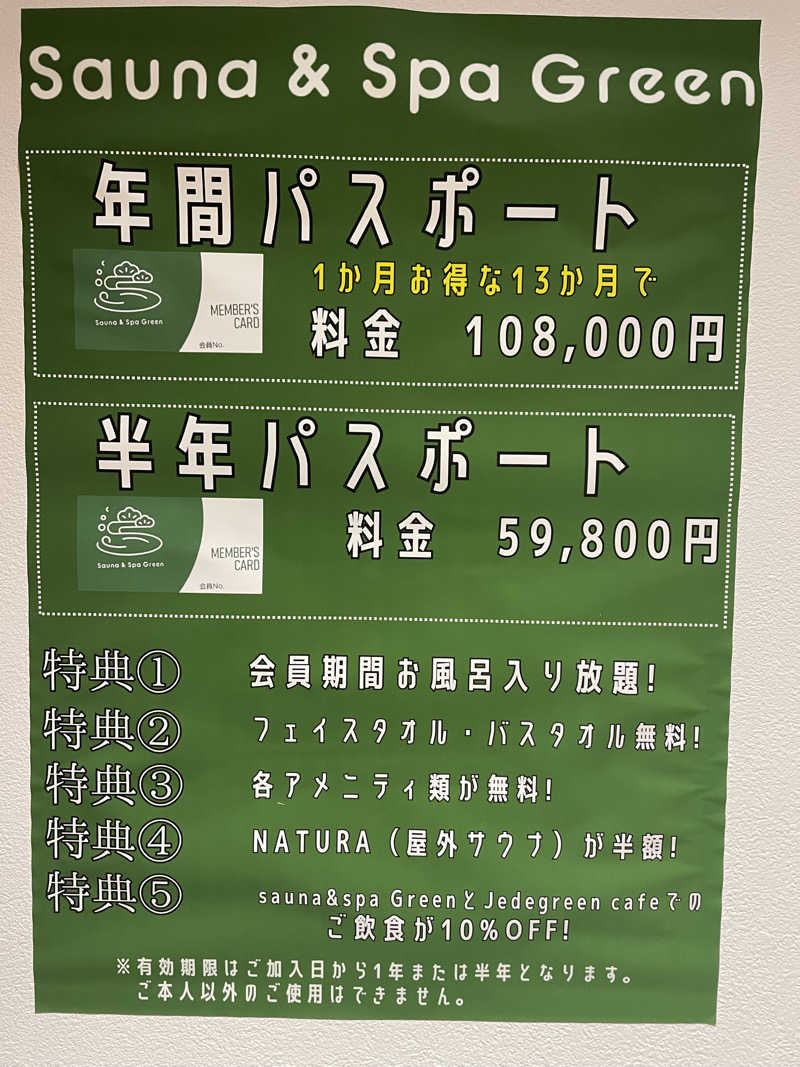 Sauna & Spa Green
年間パスポート
1か月お得な13か月で
料金 108,000円
Sauna & Spa Green
MEMBER'S
CARD
会員No.
半年パスポート
料金 59,800円
Sauna & Spa Green
MEMBER'S
CARD
会員No.
特典① 会員期間お風呂入り放題!
特典② フェイスタオル・バスタオル無料!
特典③ 各アメニティ類が無料!
特典④ NATURA(屋外サウナ)が半額!
特典⑤ sauna&spa GreenとJedegreen cafeでの
ご飲食が10%OFF!
※有効期限はご加入日から1年または半年となります。
ご本人以外のご使用はできません。